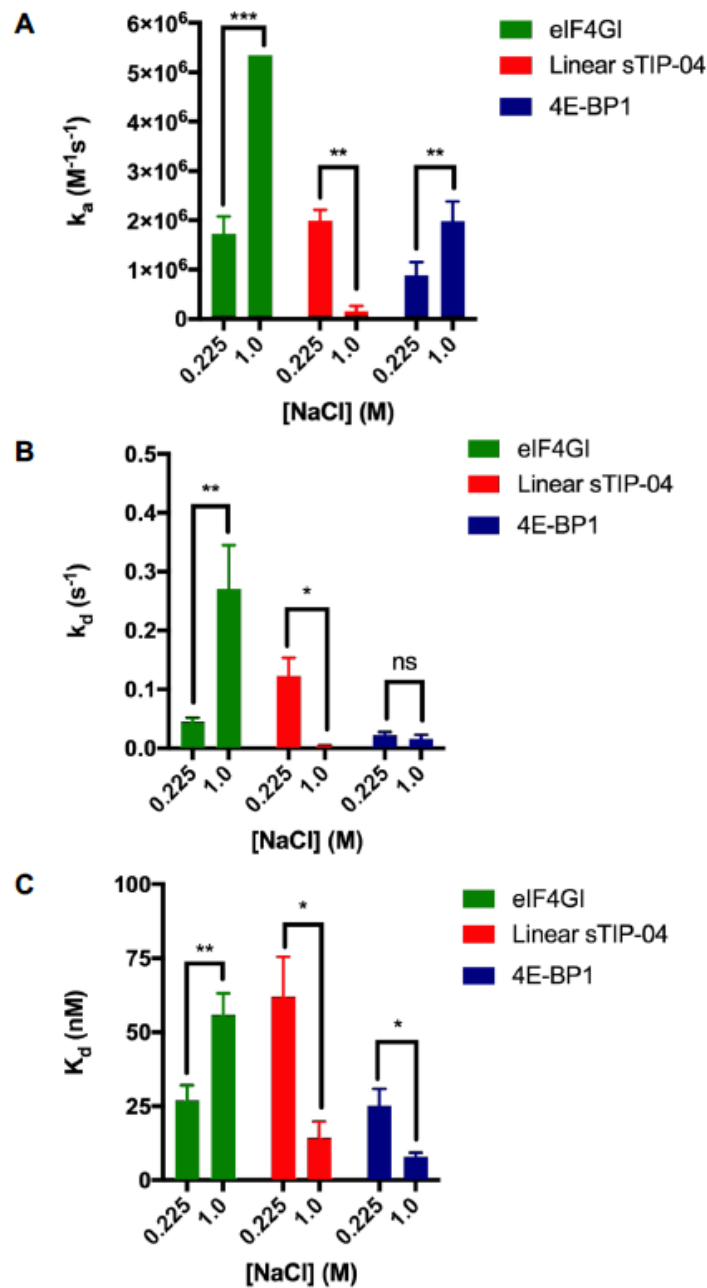 A
6×10⁶
5×10⁶
4×10⁶
3×10⁶
2×10⁶
1×10⁶
0
kₐ (M⁻¹s⁻¹)
***
**
**
eIF4GI
Linear sTIP-04
4E-BP1
0.225
1.0
0.225
1.0
0.225
1.0
[NaCl] (M)
B
0.5
0.4
0.3
0.2
0.1
0.0
k_d (s⁻¹)
**
*
ns
eIF4GI
Linear sTIP-04
4E-BP1
0.225
1.0
0.225
1.0
0.225
1.0
[NaCl] (M)
C
100
75
50
25
0
K_d (nM)
**
*
*
eIF4GI
Linear sTIP-04
4E-BP1
0.225
1.0
0.225
1.0
0.225
1.0
[NaCl] (M)